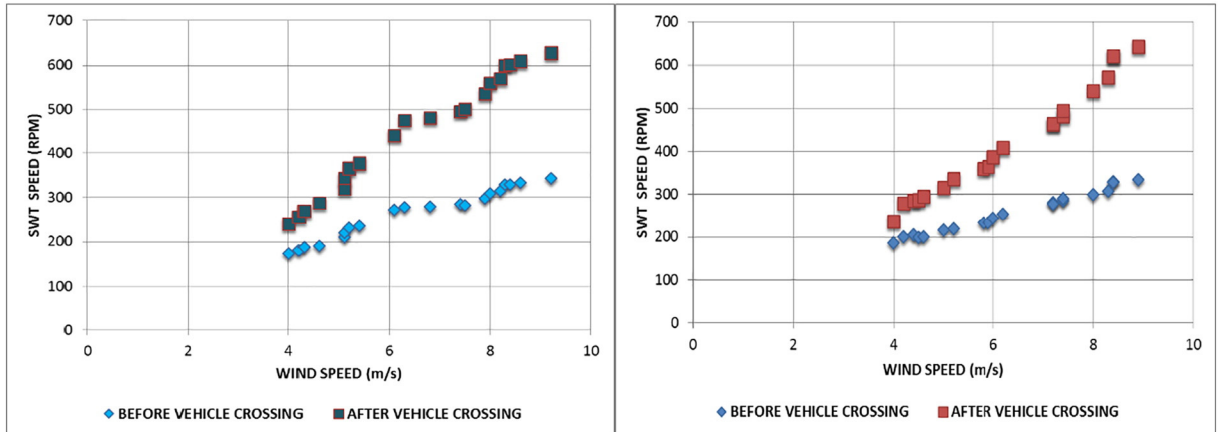 700
600
500
400
300
200
100
0
SWT SPEED (RPM)
0 2 4 6 8 10
WIND SPEED (m/s)
BEFORE VEHICLE CROSSING AFTER VEHICLE CROSSING
700
600
500
400
300
200
100
0
SWT SPEED (RPM)
0 2 4 6 8 10
WIND SPEED (m/s)
BEFORE VEHICLE CROSSING AFTER VEHICLE CROSSING